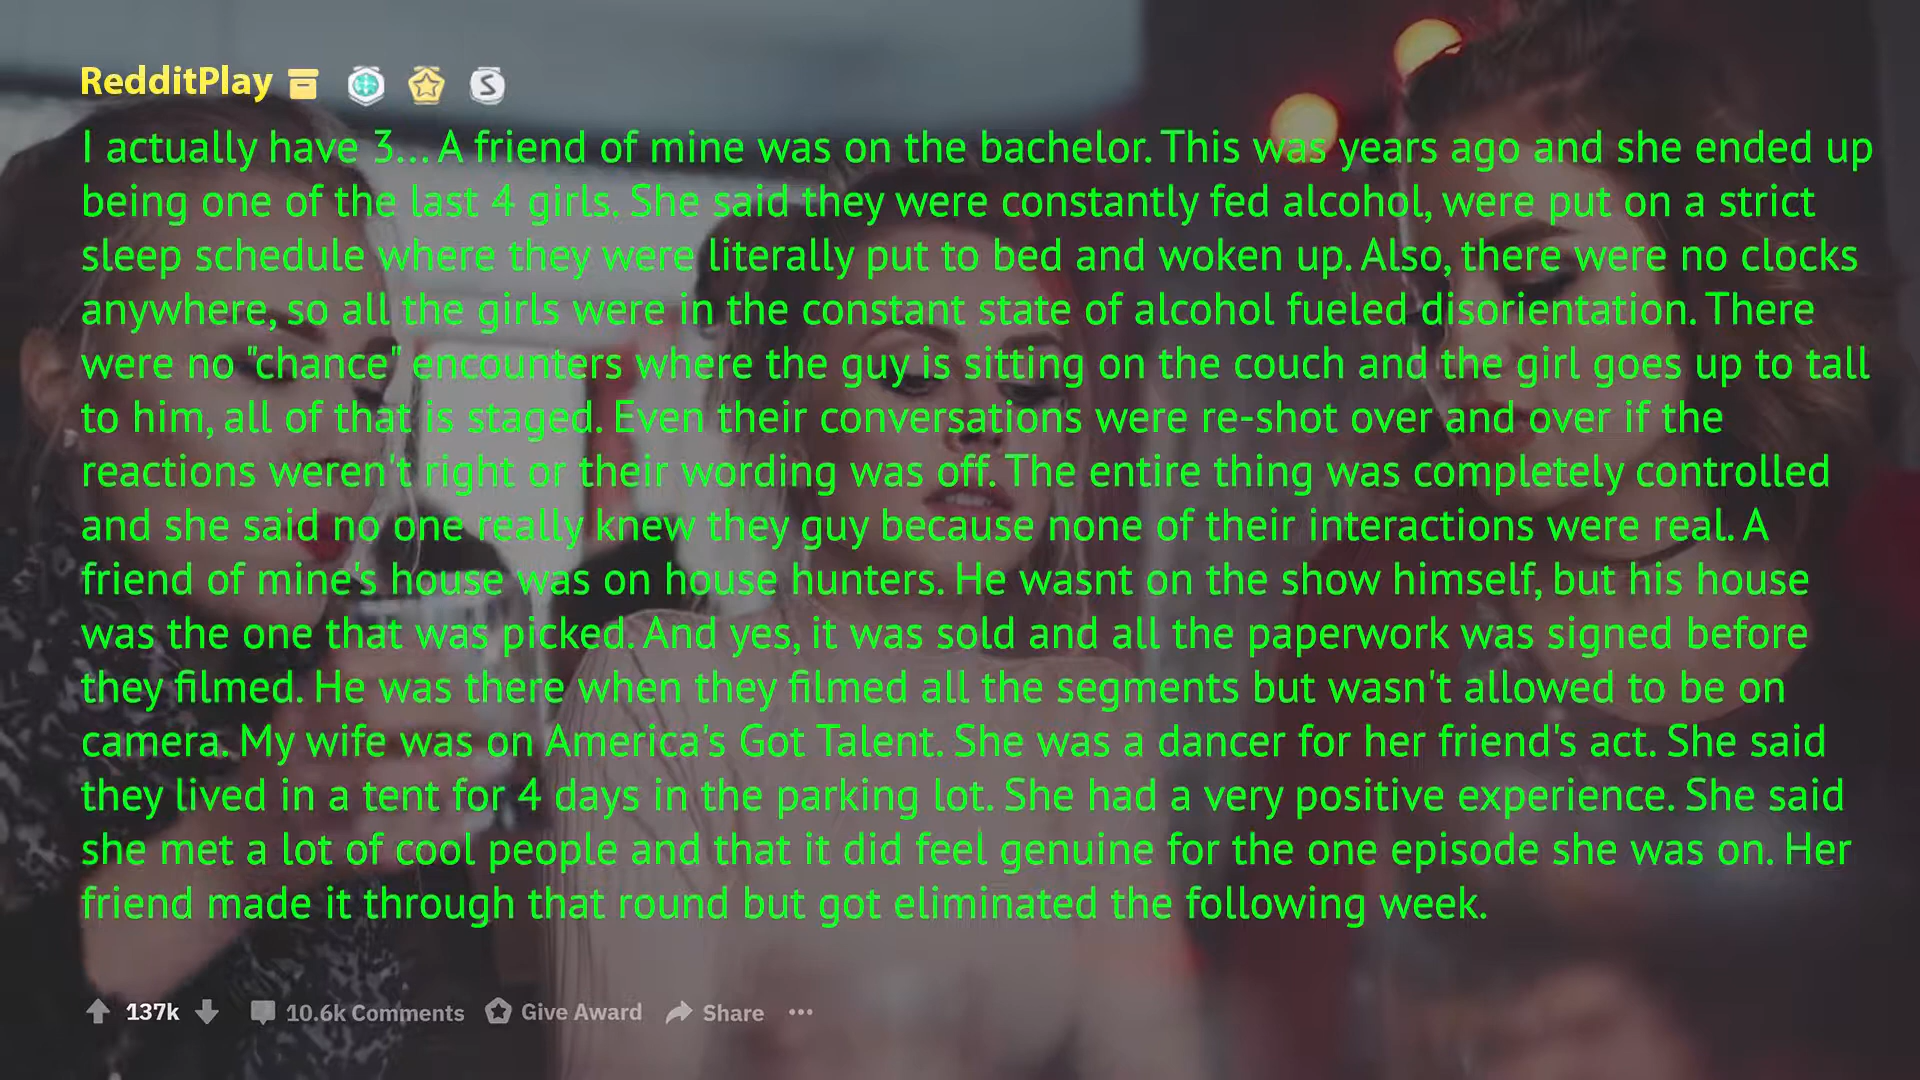 RedditPlay
I actually have 3... A friend of mine was on the bachelor. This was years ago and she ended up
being one of the last 4 girls. She said they were constantly fed alcohol, were put on a strict
sleep schedule where they were literally put to bed and woken up. Also, there were no clocks
anywhere, so all the girls were in the constant state of alcohol fueled disorientation. There
were no "chance" encounters where the guy is sitting on the couch and the girl goes up to tall
to him, all of that is staged. Even their conversations were re-shot over and over if the
reactions weren't right or their wording was off. The entire thing was completely controlled
and she said no one really knew they guy because none of their interactions were real. A
friend of mine's house was on house hunters. He wasnt on the show himself, but his house
was the one that was picked. And yes, it was sold and all the paperwork was signed before
they filmed. He was there when they filmed all the segments but wasn't allowed to be on
camera. My wife was on America's Got Talent. She was a dancer for her friend's act. She said
they lived in a tent for 4 days in the parking lot. She had a very positive experience. She said
she met a lot of cool people and that it did feel genuine for the one episode she was on. Her
friend made it through that round but got eliminated the following week.
137k 10.6k Comments Give Award Share